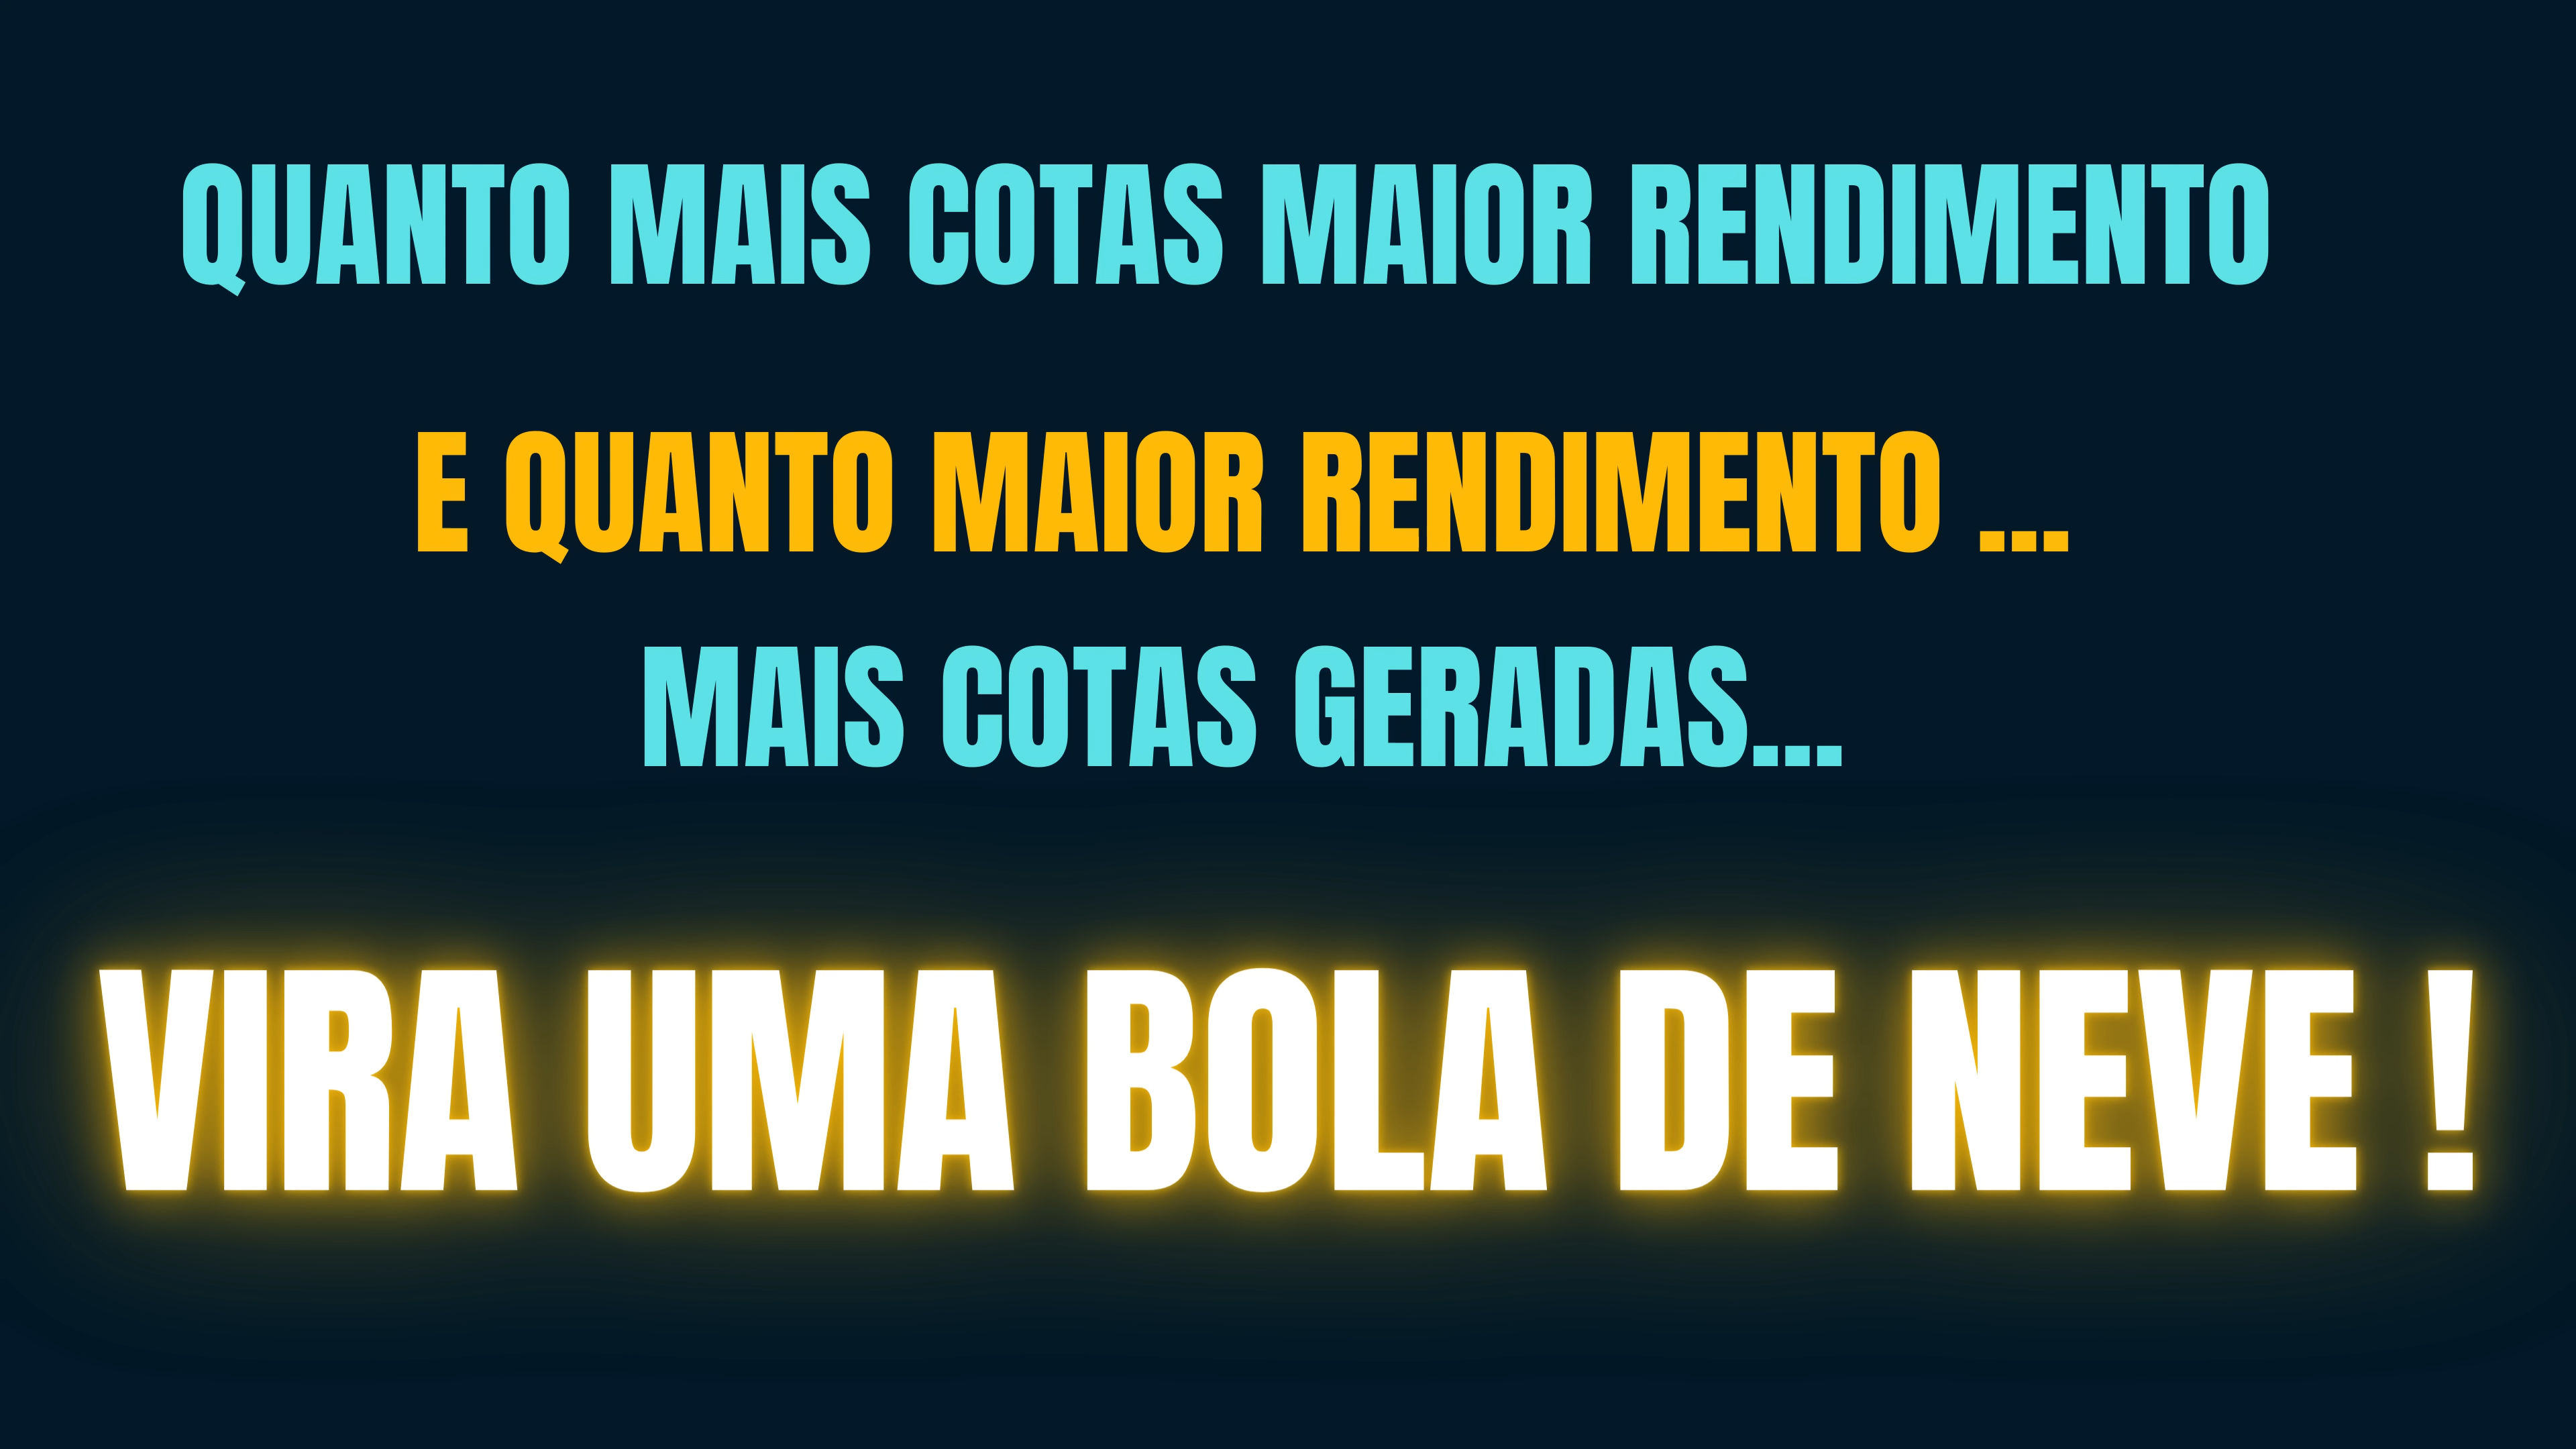 QUANTO MAIS COTAS MAIOR RENDIMENTO
E QUANTO MAIOR RENDIMENTO ...
MAIS COTAS GERADAS...
VIRA UMA BOLA DE NEVE !